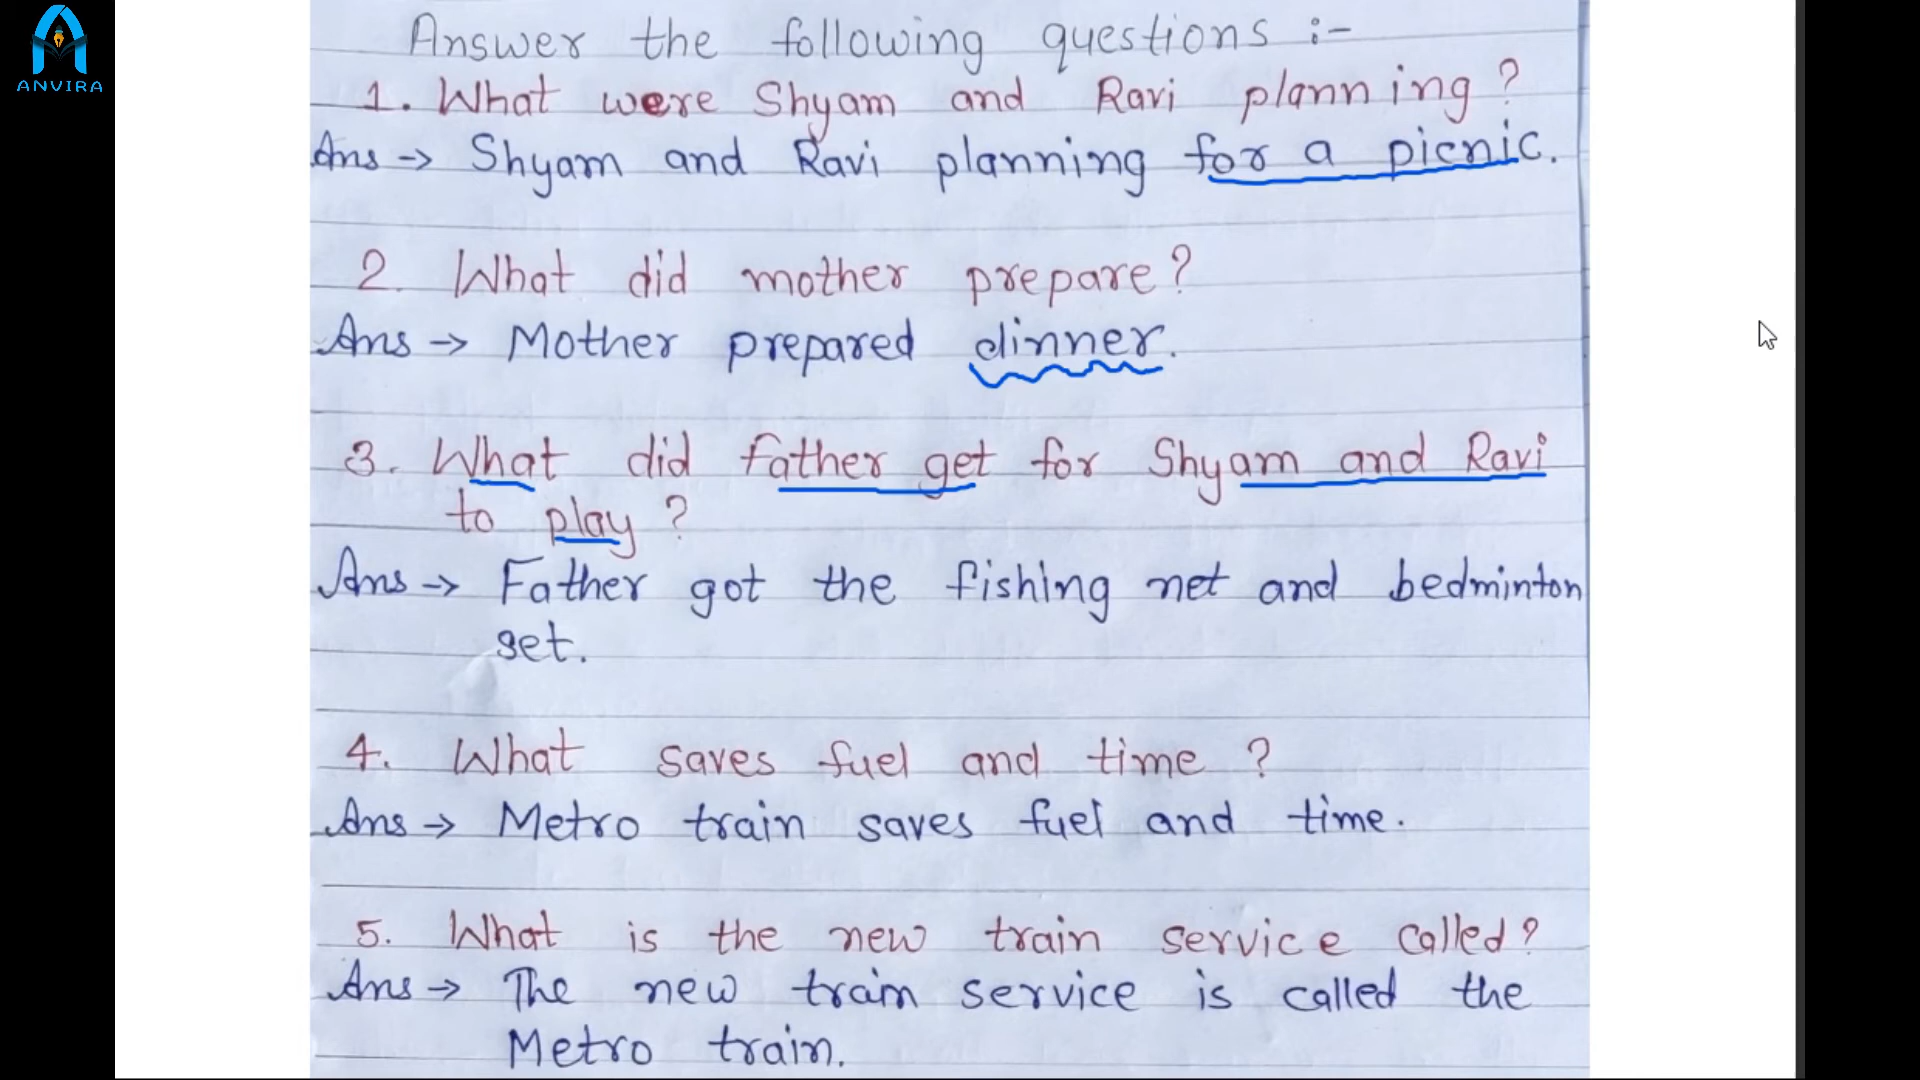 ANVIRA
Answer the following questions :-
1. What were Shyam and Ravi planning?
Ans → Shyam and Ravi planning for a picnic.
2. What did mother prepare?
Ans → Mother prepared dinner.
3. What did father get for Shyam and Ravi
to play?
Ans → Father got the fishing net and bedminton
set.
4. What saves fuel and time?
Ans → Metro train saves fuel and time.
5. What is the new train service called?
Ans → The new train service is called the
Metro train.